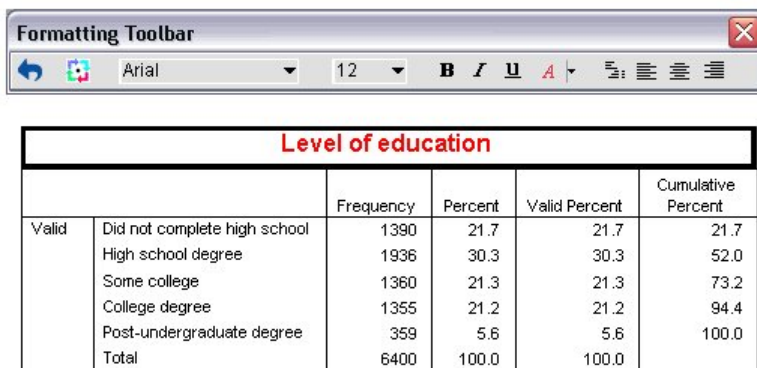 Formatting Toolbar
Arial 12 B I U A
Level of education
Frequency Percent Valid Percent Cumulative Percent
Valid Did not complete high school 1390 21.7 21.7 21.7
High school degree 1936 30.3 30.3 52.0
Some college 1360 21.3 21.3 73.2
College degree 1355 21.2 21.2 94.4
Post-undergraduate degree 359 5.6 5.6 100.0
Total 6400 100.0 100.0